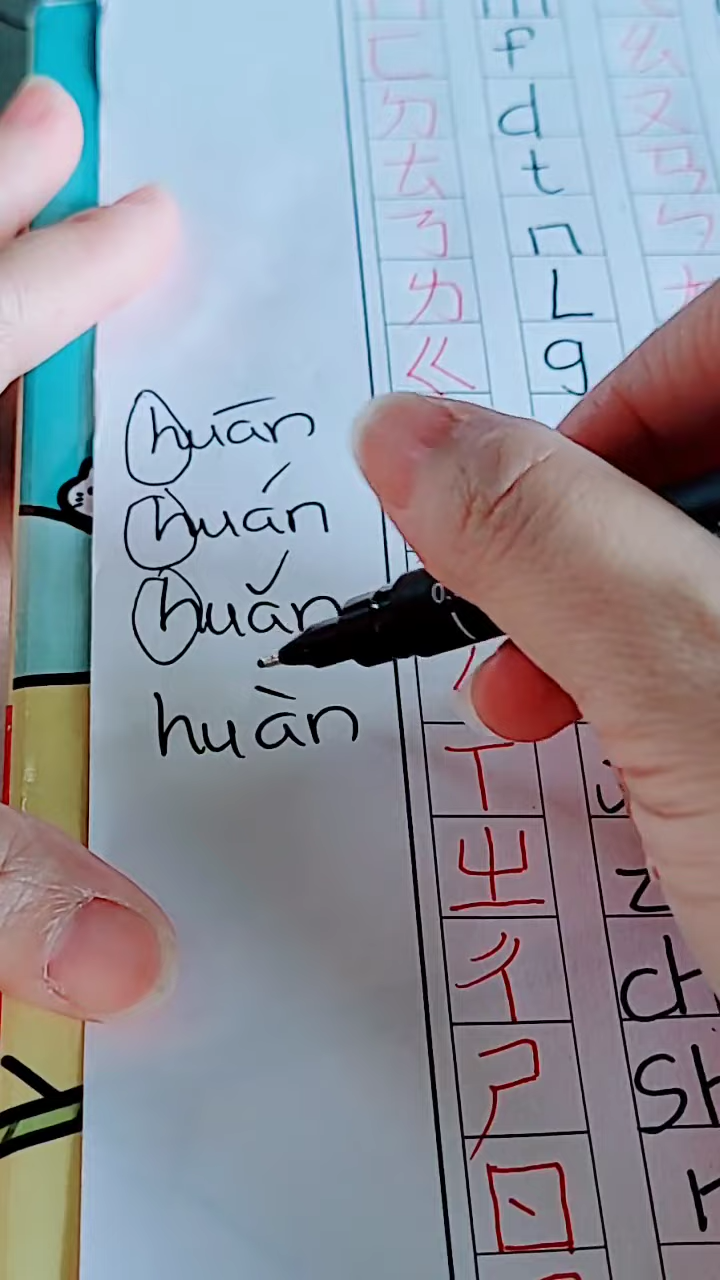 ㄈ f ㄠ
ㄉ d ㄡ
ㄊ t ㄢ
ㄋ n ㄣ
ㄌ L
ㄍ g
huān
huán
huǎn
huàn
ㄒ
ㄓ
ㄔ ch
ㄕ sh
ㄖ